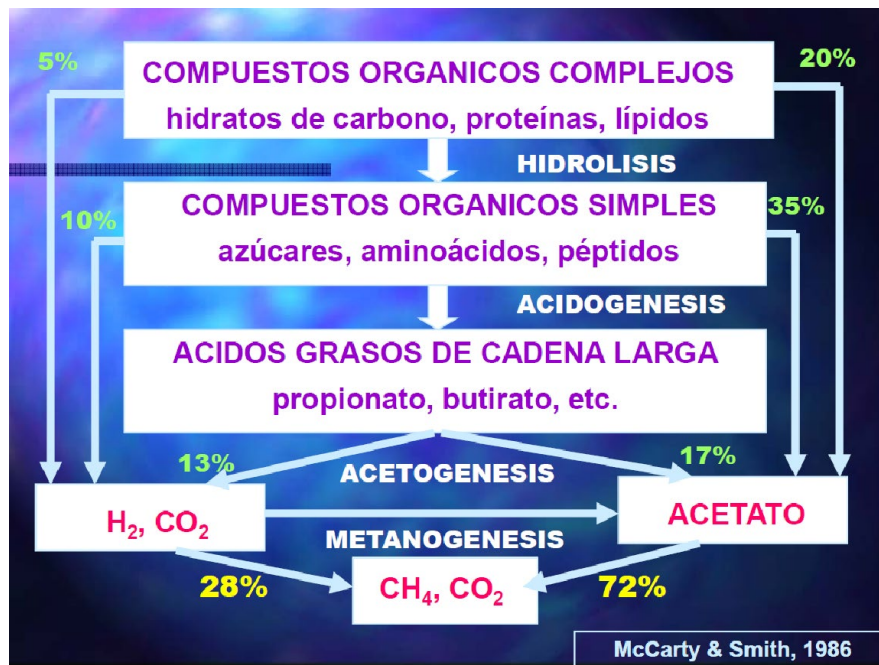 5%
COMPUESTOS ORGANICOS COMPLEJOS
20%
hidratos de carbono, proteínas, lípidos
HIDROLISIS
10%
COMPUESTOS ORGANICOS SIMPLES
35%
azúcares, aminoácidos, péptidos
ACIDOGENESIS
ACIDOS GRASOS DE CADENA LARGA
propionato, butirato, etc.
13%
ACETOGENESIS
17%
H₂, CO₂
ACETATO
METANOGENESIS
28%
CH₄, CO₂
72%
McCarty & Smith, 1986